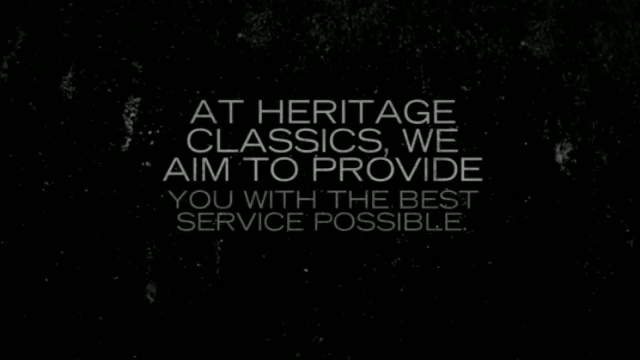 AT HERITAGE
CLASSICS, WE
AIM TO PROVIDE
YOU WITH THE BEST
SERVICE POSSIBLE.